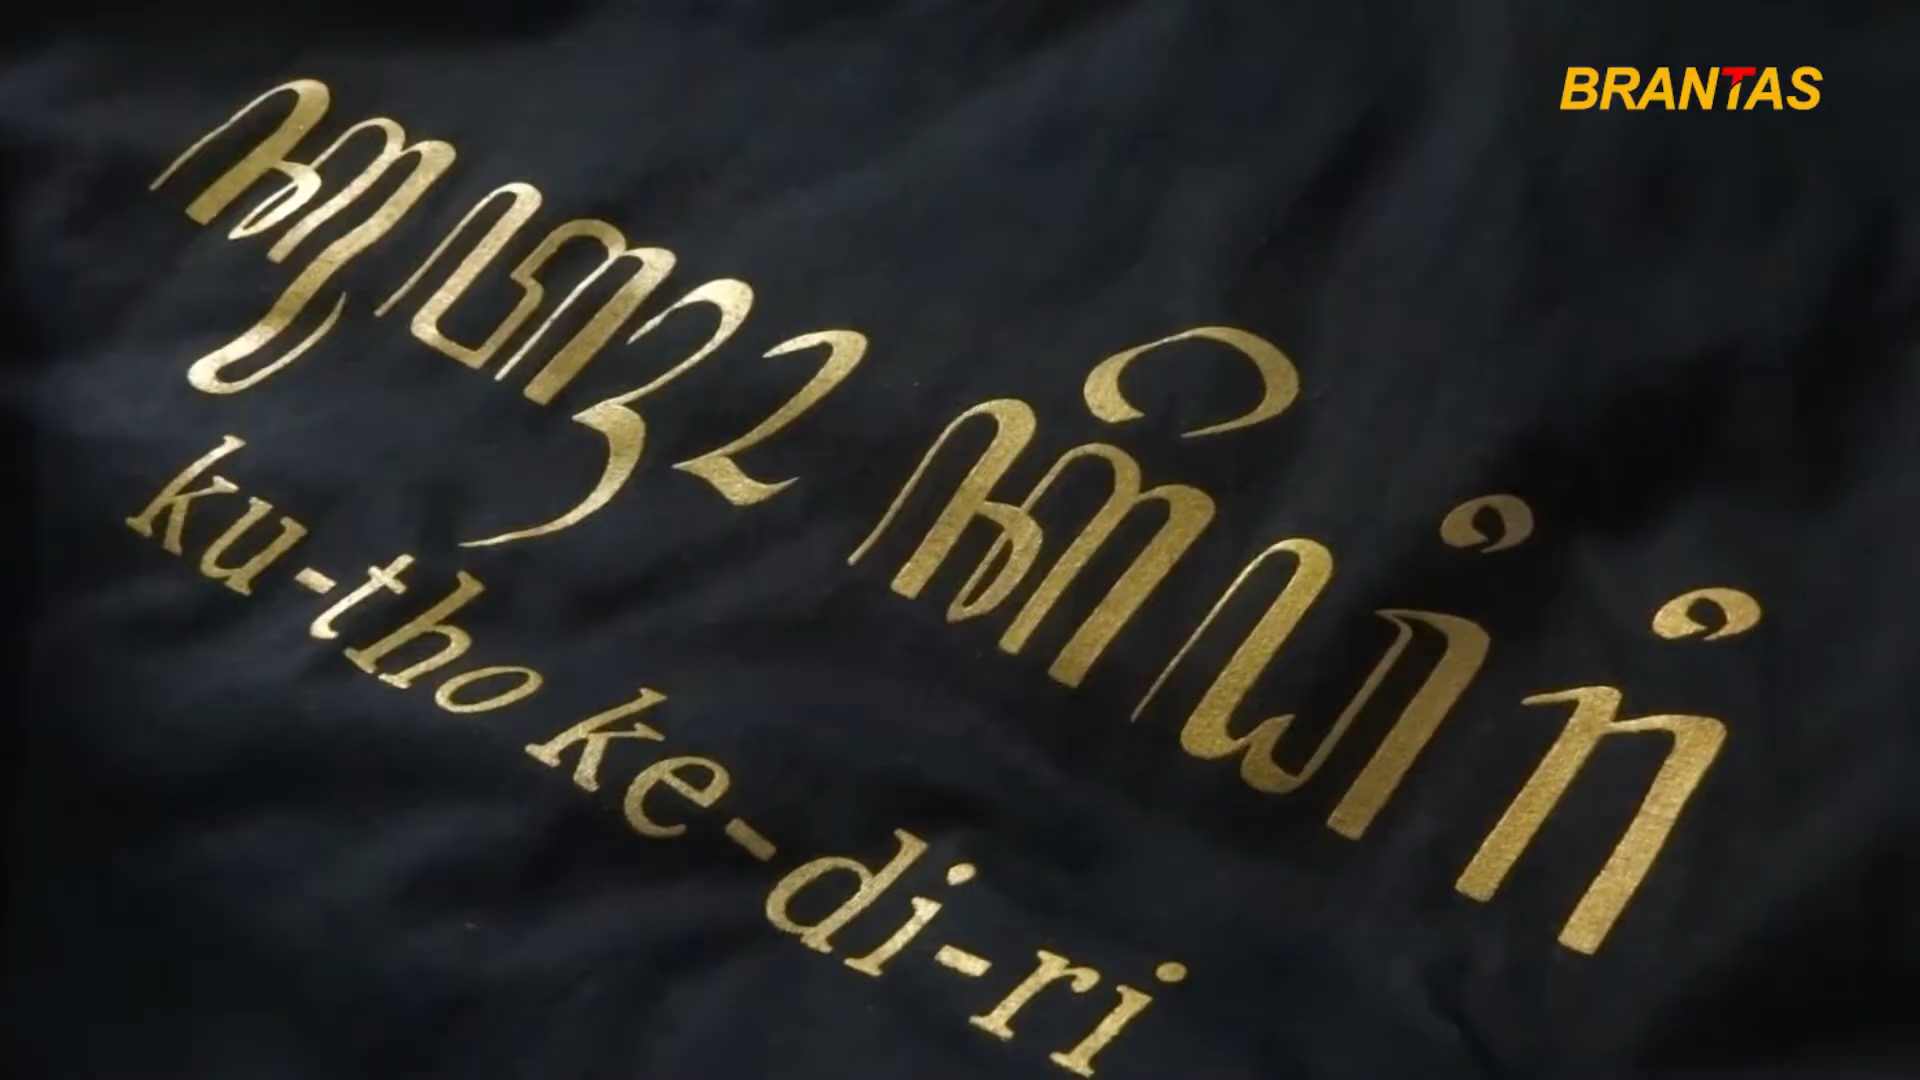 BRANTAS
ꦏꦸꦛꦴ ꦏꦼꦝꦶꦫꦶ
ku-tho ke-di-ri